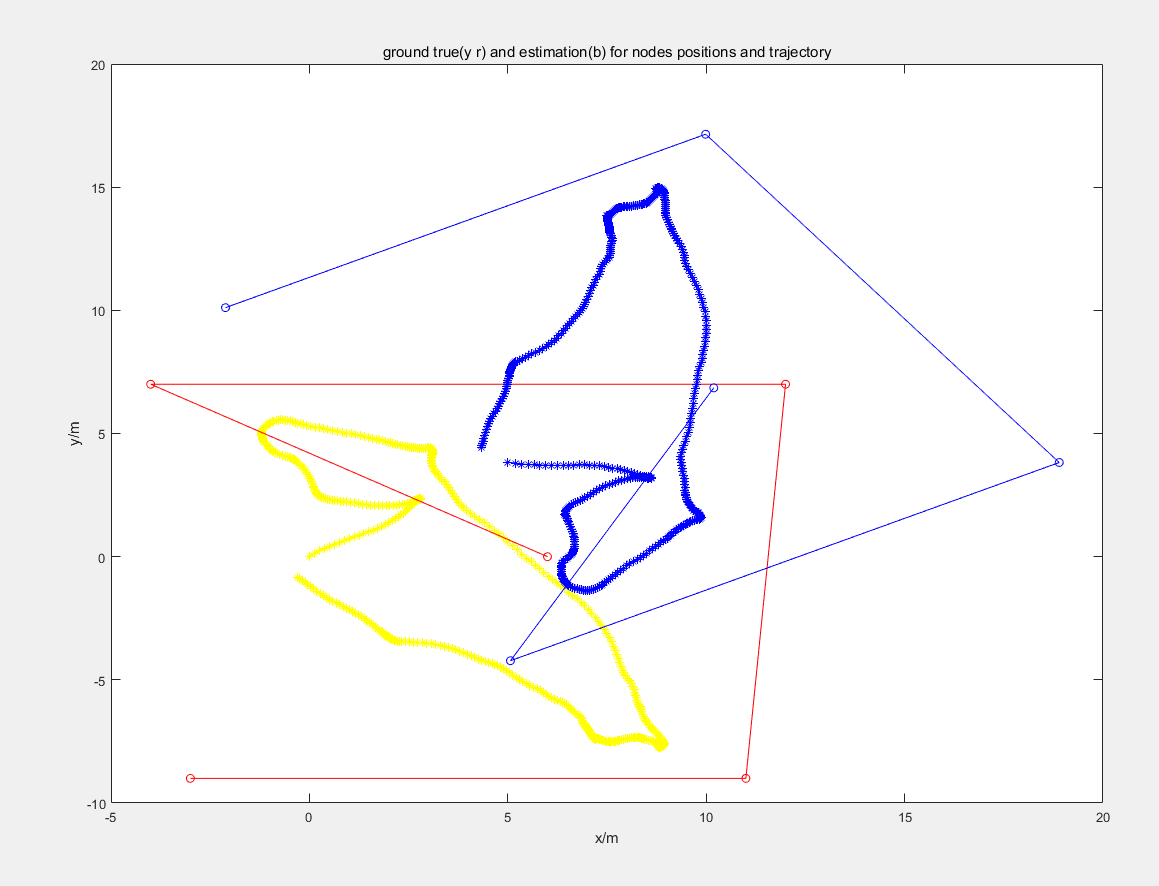 ground true(y r) and estimation(b) for nodes positions and trajectory
20
15
10
5
0
-5
-10
y/m
-5 0 5 10 15 20
x/m